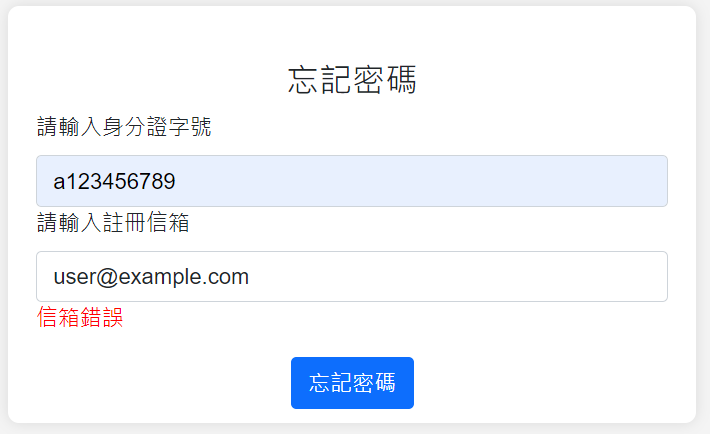 忘記密碼
請輸入身分證字號
a123456789
請輸入註冊信箱
user@example.com
信箱錯誤
忘記密碼